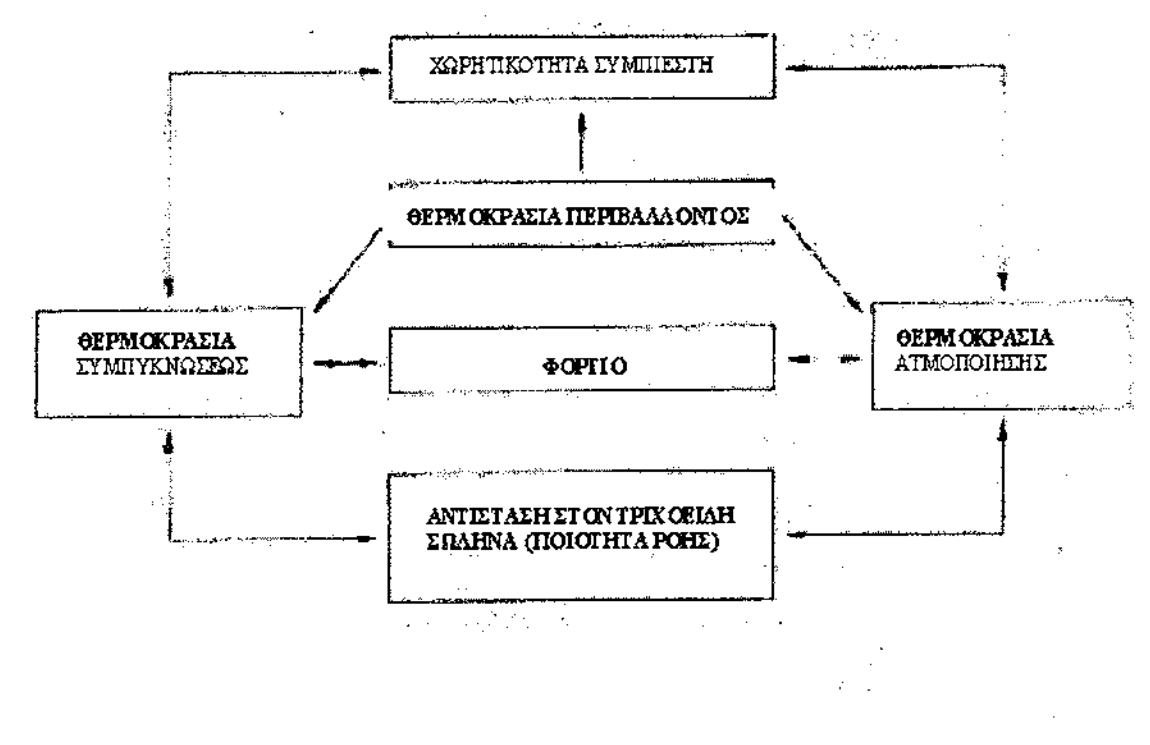 ΧΩΡΗΤΙΚΟΤΗΤΑ ΣΥΜΠΙΕΣΤΗ
ΘΕΡΜΟΚΡΑΣΙΑ ΠΕΡΙΒΑΛΛΟΝΤΟΣ
ΘΕΡΜΟΚΡΑΣΙΑ
ΣΥΜΠΥΚΝΩΣΕΩΣ
ΦΟΡΤΙΟ
ΘΕΡΜΟΚΡΑΣΙΑ
ΑΤΜΟΠΟΙΗΣΗΣ
ΑΝΤΙΣΤΑΣΗ ΣΤΟΝ ΤΡΙΧΟΕΙΔΗ
ΣΩΛΗΝΑ (ΠΟΙΟΤΗΤΑ ΡΟΗΣ)